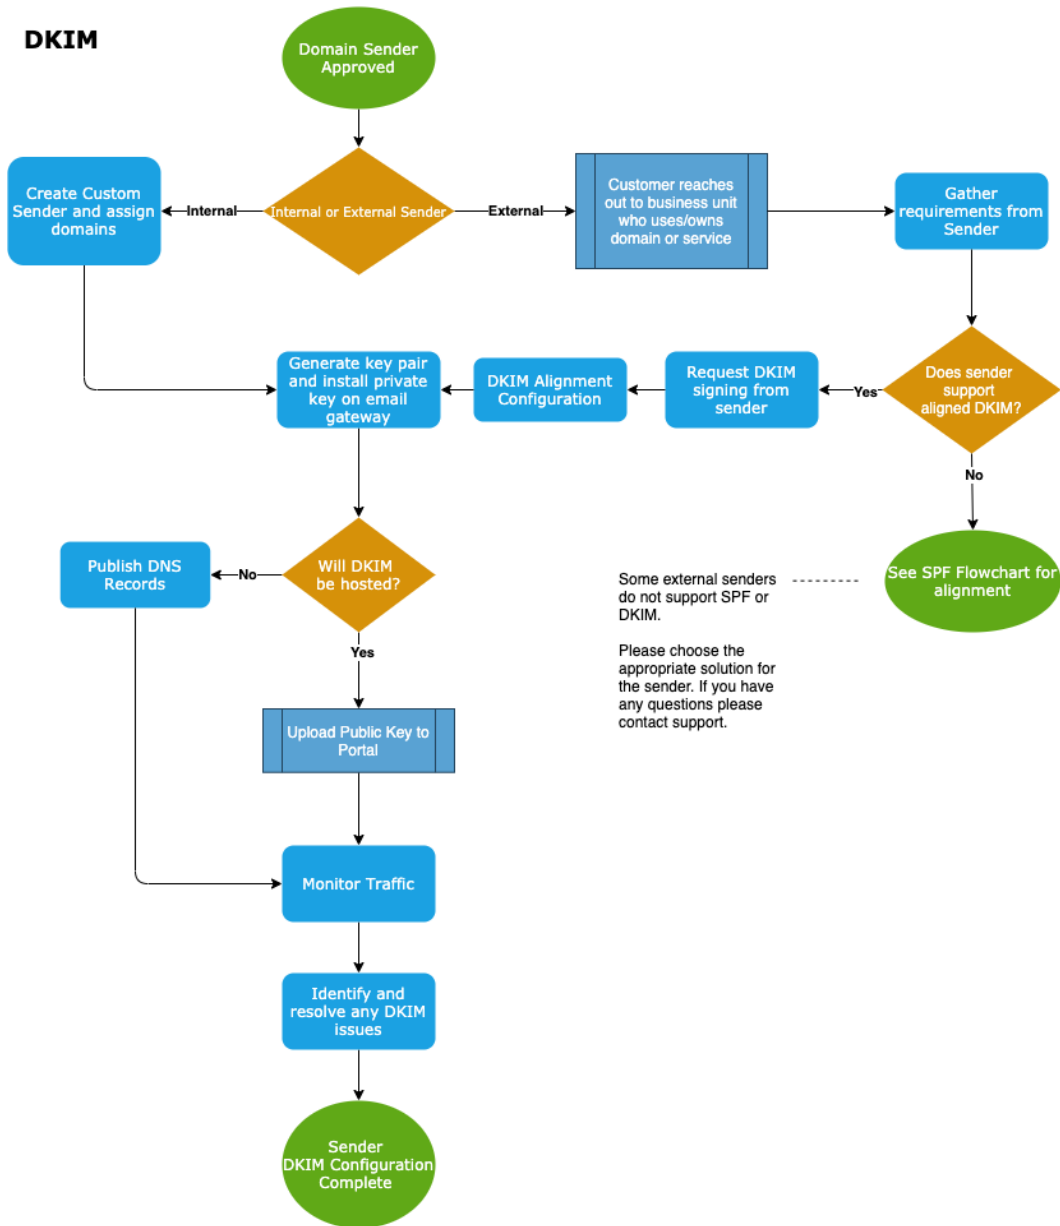 DKIM
Domain Sender
Approved
Create Custom
Sender and assign
domains
Internal
Internal or External Sender
External
Customer reaches
out to business unit
who uses/owns
domain or service
Gather
requirements from
Sender
Generate key pair
and install private
key on email
gateway
DKIM Alignment
Configuration
Request DKIM
signing from
sender
Yes
Does sender
support
aligned DKIM?
No
Publish DNS
Records
No
Will DKIM
be hosted?
Some external senders
do not support SPF or
DKIM.
Please choose the
appropriate solution for
the sender. If you have
any questions please
contact support.
See SPF Flowchart for
alignment
Yes
Upload Public Key to
Portal
Monitor Traffic
Identify and
resolve any DKIM
issues
Sender
DKIM Configuration
Complete